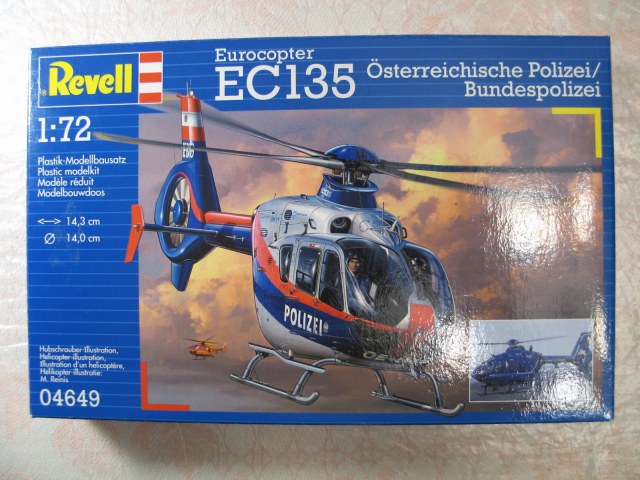 Revell
Eurocopter
EC135
Österreichische Polizei/
Bundespolizei
1:72
Plastik-Modellbausatz
Plastic modelkit
Modèle réduit
Modelbouwdoos
14,3 cm
Ø 14,0 cm
POLIZEI
Hubschrauber Illustration,
Helicopter illustration,
Illustration d'un helicoptère,
Helikopter illustratie:
M. Reinis
04649